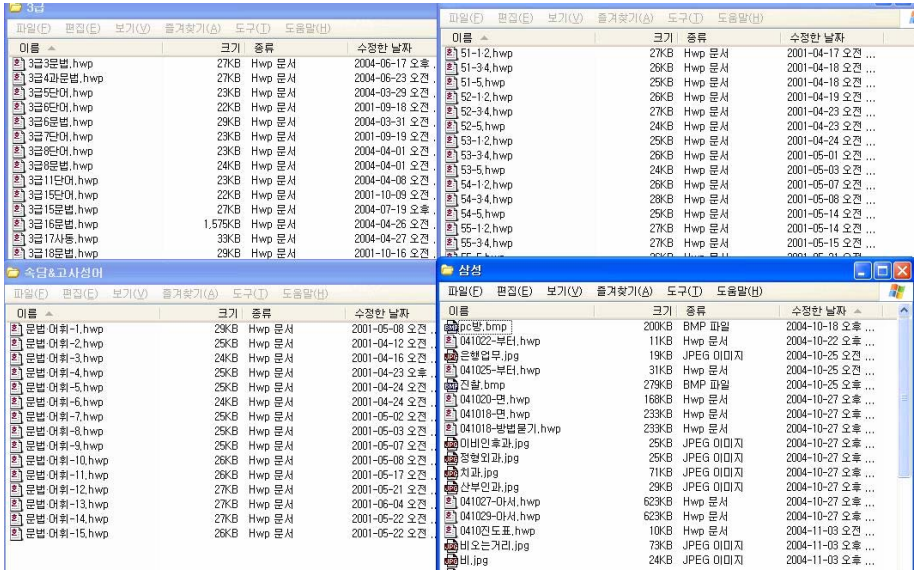 3급
파일(F) 편집(E) 보기(V) 즐겨찾기(A) 도구(T) 도움말(H)
이름 크기 종류 수정한 날짜
3급3문법.hwp 27KB Hwp 문서 2004-06-17 오후
3급4과문법.hwp 27KB Hwp 문서 2004-06-23 오전
3급5단어.hwp 23KB Hwp 문서 2004-03-29 오전
3급6단어.hwp 22KB Hwp 문서 2001-09-18 오전
3급6문법.hwp 29KB Hwp 문서 2004-03-31 오전
3급7단어.hwp 23KB Hwp 문서 2001-09-19 오전
3급8단어.hwp 23KB Hwp 문서 2004-04-01 오전
3급8문법.hwp 24KB Hwp 문서 2004-04-01 오전
3급11단어.hwp 23KB Hwp 문서 2004-04-08 오전
3급15단어.hwp 22KB Hwp 문서 2001-10-09 오전
3급15문법.hwp 27KB Hwp 문서 2004-07-19 오후
3급16문법.hwp 1,575KB Hwp 문서 2004-04-26 오전
3급17사동.hwp 33KB Hwp 문서 2004-04-27 오전
3급18문법.hwp 29KB Hwp 문서 2001-10-16 오전
파일(F) 편집(E) 보기(V) 즐겨찾기(A) 도구(T) 도움말(H)
이름 크기 종류 수정한 날짜
51-1·2.hwp 27KB Hwp 문서 2001-04-17 오전 ...
51-3·4.hwp 26KB Hwp 문서 2001-04-18 오전 ...
51-5.hwp 25KB Hwp 문서 2001-04-18 오전 ...
52-1·2.hwp 26KB Hwp 문서 2001-04-19 오전 ...
52-3·4.hwp 27KB Hwp 문서 2001-04-23 오전 ...
52-5.hwp 24KB Hwp 문서 2001-04-23 오전 ...
53-1·2.hwp 25KB Hwp 문서 2001-04-24 오전 ...
53-3·4.hwp 26KB Hwp 문서 2001-05-01 오전 ...
53-5.hwp 24KB Hwp 문서 2001-05-03 오전 ...
54-1·2.hwp 26KB Hwp 문서 2001-05-07 오전 ...
54-3·4.hwp 28KB Hwp 문서 2001-05-08 오전 ...
54-5.hwp 25KB Hwp 문서 2001-05-14 오전 ...
55-1·2.hwp 27KB Hwp 문서 2001-05-14 오전 ...
55-3·4.hwp 27KB Hwp 문서 2001-05-15 오전 ...
속담&고사성어
파일(F) 편집(E) 보기(V) 즐겨찾기(A) 도구(T) 도움말(H)
이름 크기 종류 수정한 날짜
문법·어휘-1.hwp 29KB Hwp 문서 2001-05-08 오전
문법·어휘-2.hwp 25KB Hwp 문서 2001-04-12 오전
문법·어휘-3.hwp 24KB Hwp 문서 2001-04-16 오전
문법·어휘-4.hwp 25KB Hwp 문서 2001-04-23 오후
문법·어휘-5.hwp 25KB Hwp 문서 2001-04-24 오전
문법·어휘-6.hwp 24KB Hwp 문서 2001-04-24 오전
문법·어휘-7.hwp 25KB Hwp 문서 2001-05-02 오전
문법·어휘-8.hwp 25KB Hwp 문서 2001-05-03 오전
문법·어휘-9.hwp 25KB Hwp 문서 2001-05-07 오전
문법·어휘-10.hwp 26KB Hwp 문서 2001-05-08 오전
문법·어휘-11.hwp 26KB Hwp 문서 2001-05-17 오전
문법·어휘-12.hwp 27KB Hwp 문서 2001-05-21 오전
문법·어휘-13.hwp 27KB Hwp 문서 2001-06-04 오전
문법·어휘-14.hwp 27KB Hwp 문서 2001-05-22 오전
문법·어휘-15.hwp 26KB Hwp 문서 2001-05-22 오전
삼성
파일(F) 편집(E) 보기(V) 즐겨찾기(A) 도구(T) 도움말(H)
이름 크기 종류 수정한 날짜
pc방.bmp 200KB BMP 파일 2004-10-18 오후 ...
041022-부터.hwp 11KB Hwp 문서 2004-10-22 오후 ...
은행업무.jpg 19KB JPEG 이미지 2004-10-25 오전 ...
041025-부터.hwp 31KB Hwp 문서 2004-10-25 오전 ...
진찰.bmp 279KB BMP 파일 2004-10-25 오전 ...
041020-면.hwp 168KB Hwp 문서 2004-10-27 오후 ...
041018-면.hwp 233KB Hwp 문서 2004-10-27 오후 ...
041018-방법묻기.hwp 233KB Hwp 문서 2004-10-27 오후 ...
이비인후과.jpg 25KB JPEG 이미지 2004-10-27 오후 ...
정형외과.jpg 25KB JPEG 이미지 2004-10-27 오후 ...
치과.jpg 71KB JPEG 이미지 2004-10-27 오후 ...
산부인과.jpg 29KB JPEG 이미지 2004-10-27 오후 ...
041027-아서.hwp 623KB Hwp 문서 2004-10-27 오후 ...
041029-아서.hwp 623KB Hwp 문서 2004-10-27 오후 ...
0410진도표.hwp 10KB Hwp 문서 2004-11-03 오전 ...
비오는거리.jpg 73KB JPEG 이미지 2004-11-03 오후 ...
비.jpg 24KB JPEG 이미지 2004-11-03 오후 ...